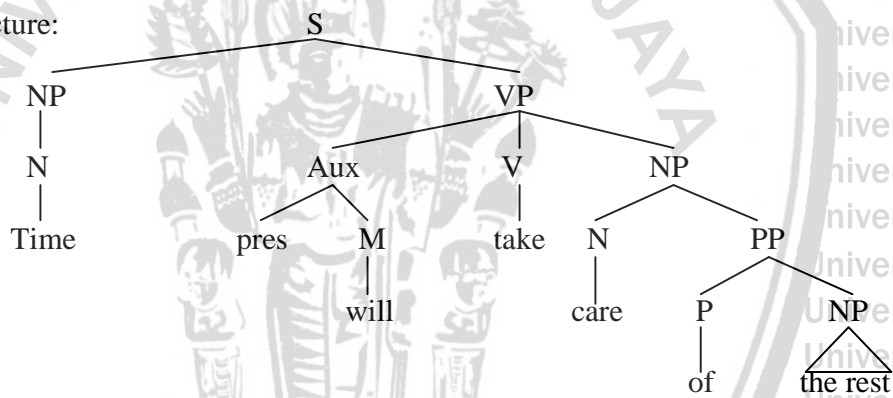 cture: S
NP VP
N Aux V NP
Time pres M take N PP
will care P NP
of the rest